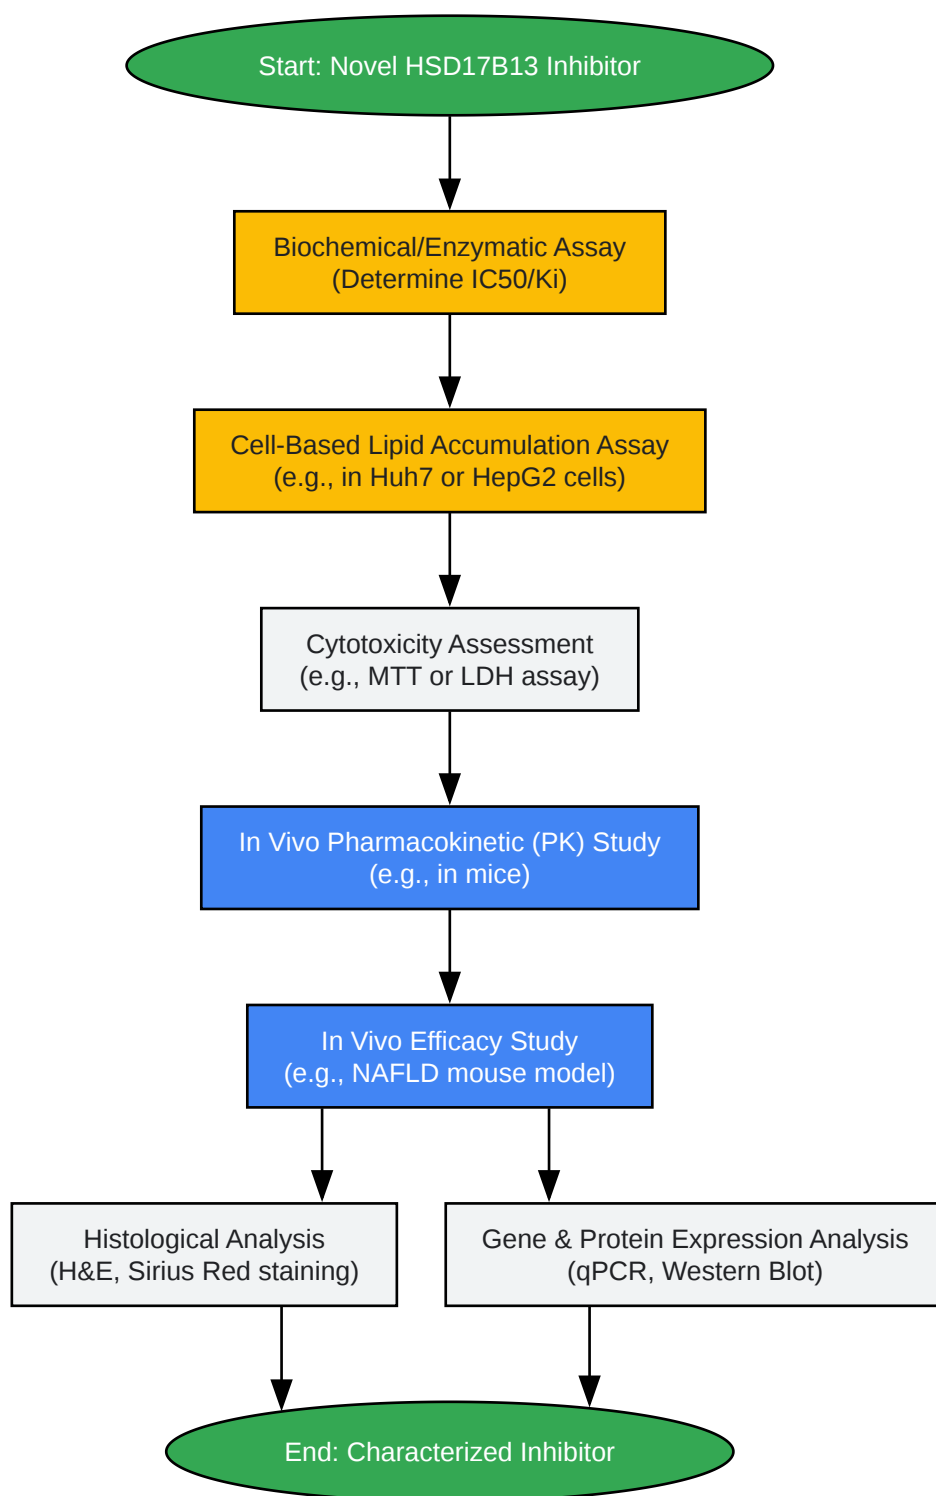 Start: Novel HSD17B13 Inhibitor
Biochemical/Enzymatic Assay
(Determine IC50/Ki)
Cell-Based Lipid Accumulation Assay
(e.g., in Huh7 or HepG2 cells)
Cytotoxicity Assessment
(e.g., MTT or LDH assay)
In Vivo Pharmacokinetic (PK) Study
(e.g., in mice)
In Vivo Efficacy Study
(e.g., NAFLD mouse model)
Histological Analysis
(H&E, Sirius Red staining)
Gene & Protein Expression Analysis
(qPCR, Western Blot)
End: Characterized Inhibitor